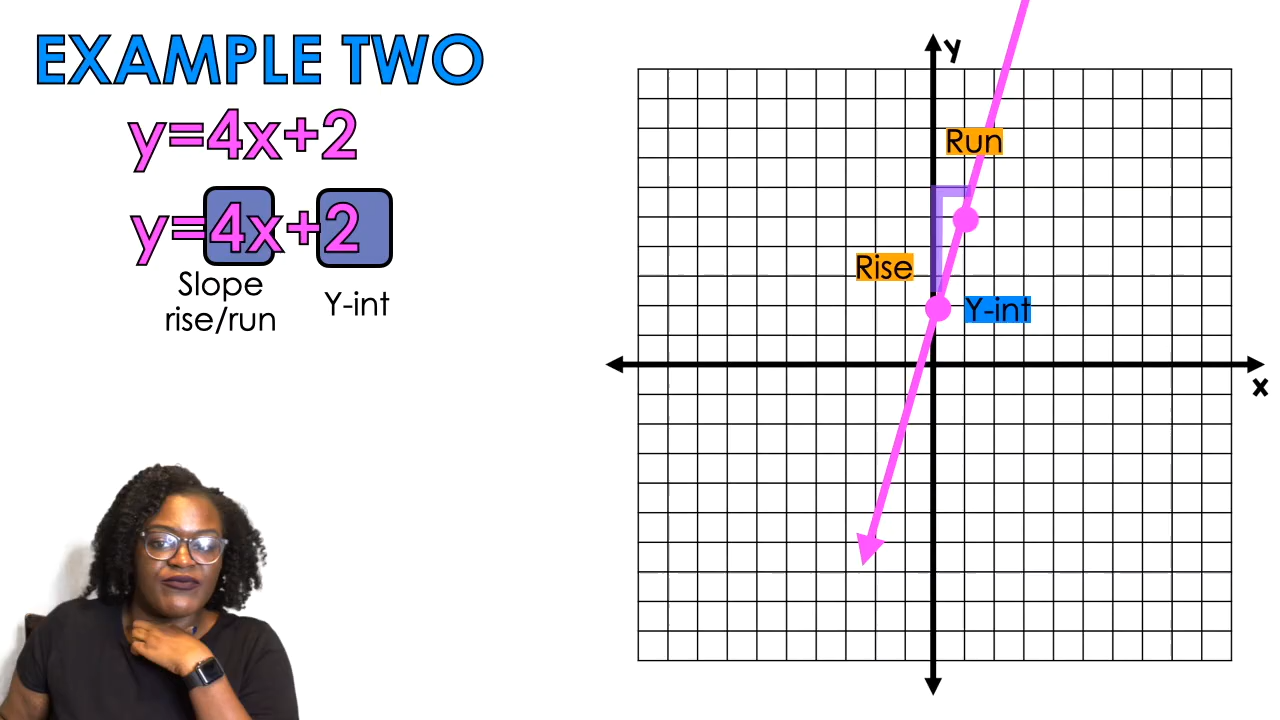 EXAMPLE TWO
y=4x+2
y=4x+2
Slope
rise/run
Y-int
y
Run
Rise
Y-int
x